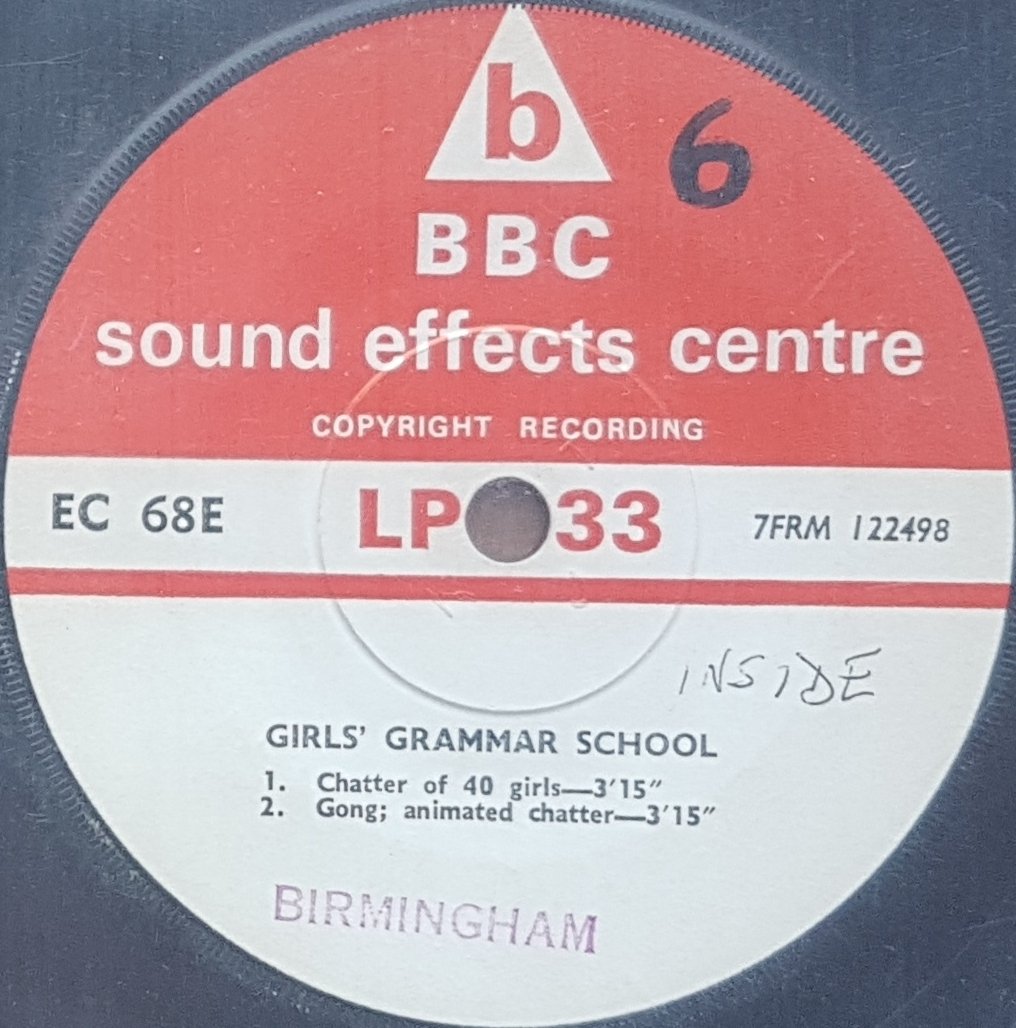 b
6
BBC
sound effects centre
COPYRIGHT RECORDING
EC 68E LP 33 7FRM 122498
INSIDE
GIRLS' GRAMMAR SCHOOL
1. Chatter of 40 girls—3'15"
2. Gong; animated chatter—3'15"
BIRMINGHAM